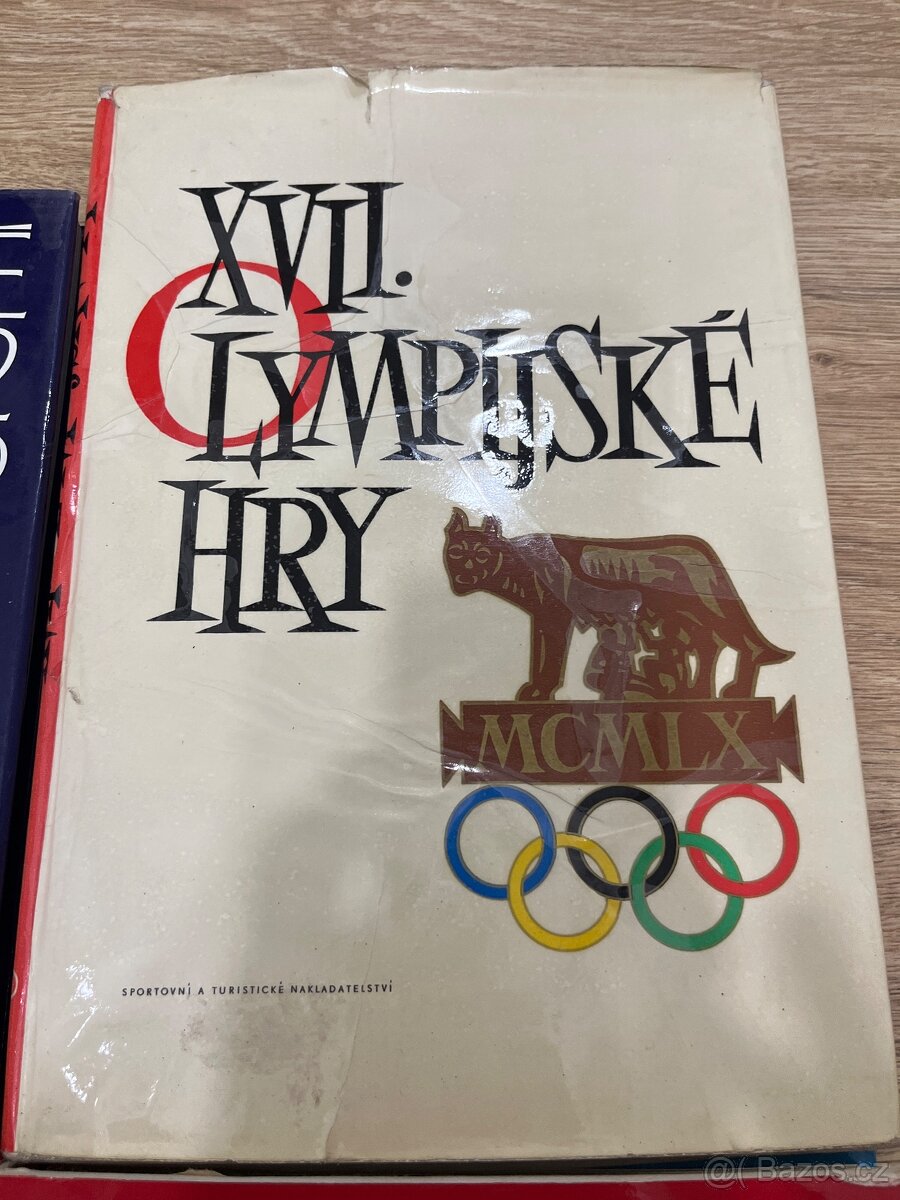 XVII.
OLYMPIJSKÉ
HRY
MCMLX
SPORTOVNÍ A TURISTICKÉ NAKLADATELSTVÍ
@( Bazos.cz